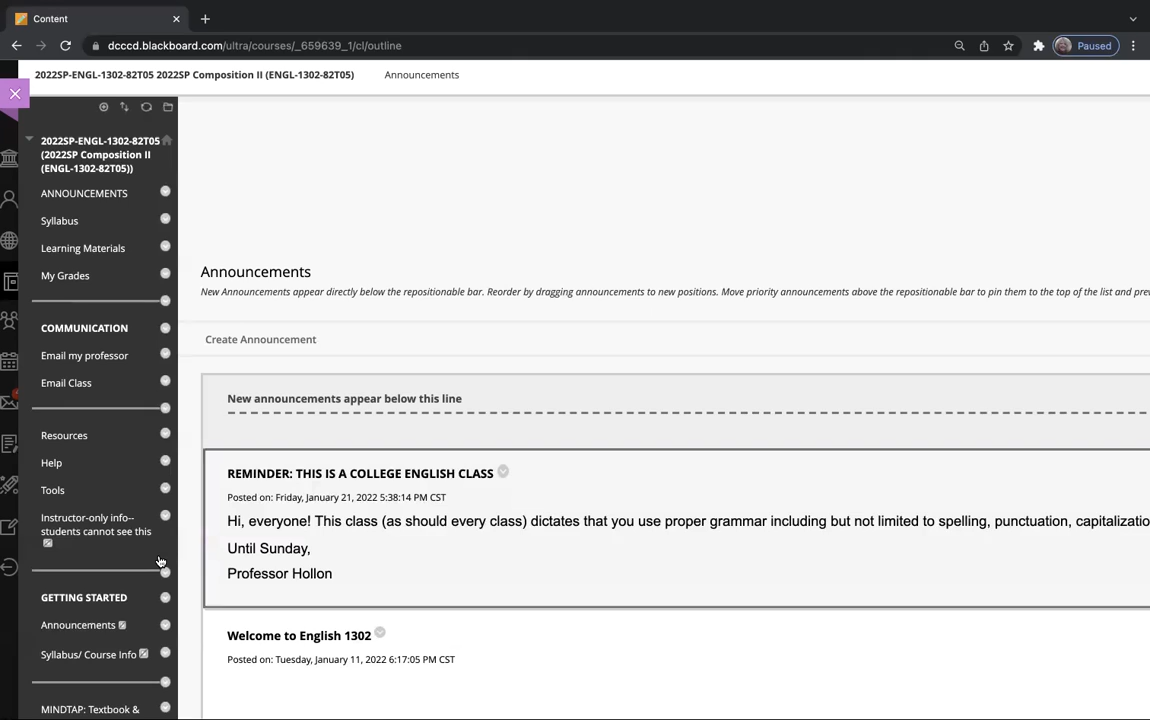 Content
dcccd.blackboard.com/ultra/courses/_659639_1/cl/outline
Paused
2022SP-ENGL-1302-82T05 2022SP Composition II (ENGL-1302-82T05)
Announcements
2022SP-ENGL-1302-82T05
(2022SP Composition II
(ENGL-1302-82T05))
ANNOUNCEMENTS
Syllabus
Learning Materials
My Grades
COMMUNICATION
Email my professor
Email Class
Resources
Help
Tools
Instructor-only info--
students cannot see this
GETTING STARTED
Announcements
Syllabus/ Course Info
MINDTAP: Textbook &
Announcements
New Announcements appear directly below the repositionable bar. Reorder by dragging announcements to new positions. Move priority announcements above the repositionable bar to pin them to the top of the list and prev
Create Announcement
New announcements appear below this line
REMINDER: THIS IS A COLLEGE ENGLISH CLASS
Posted on: Friday, January 21, 2022 5:38:14 PM CST
Hi, everyone! This class (as should every class) dictates that you use proper grammar including but not limited to spelling, punctuation, capitalizatio
Until Sunday,
Professor Hollon
Welcome to English 1302
Posted on: Tuesday, January 11, 2022 6:17:05 PM CST